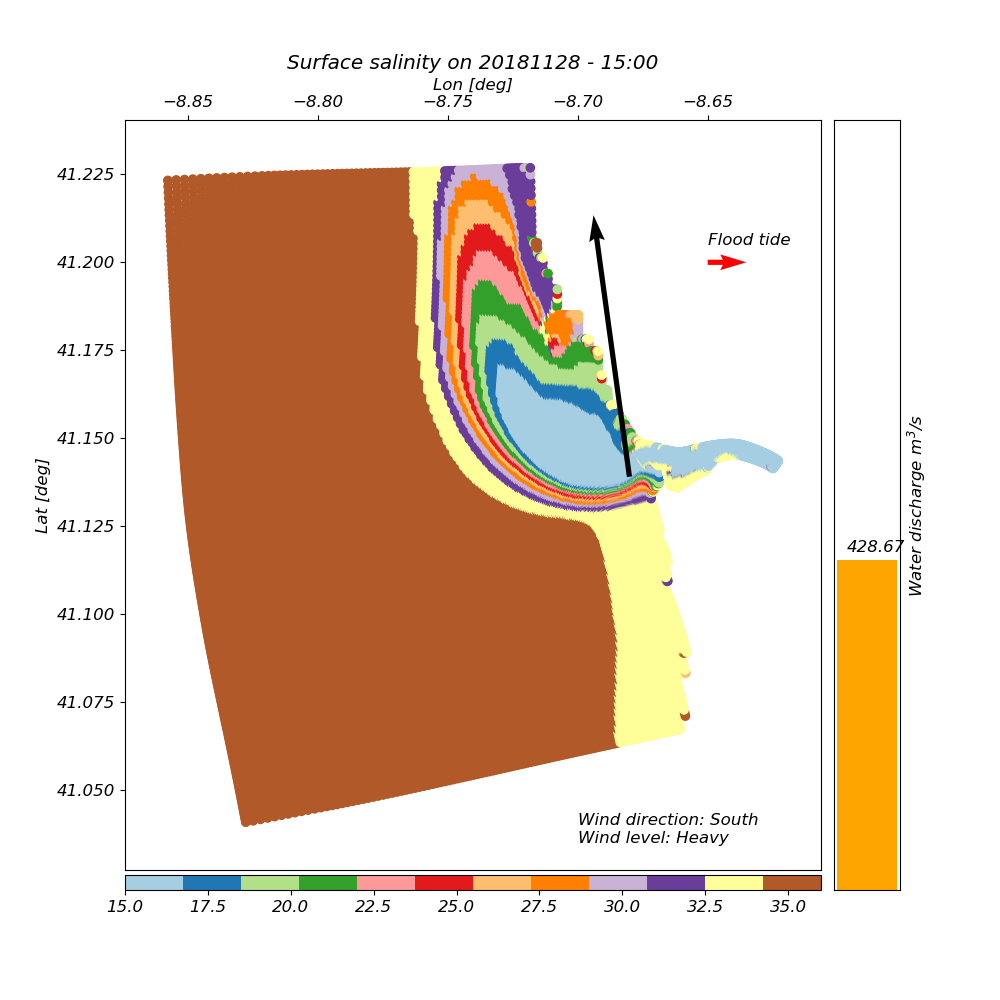 Surface salinity on 20181128 - 15:00
Lon [deg]
−8.85 −8.80 −8.75 −8.70 −8.65
41.225
41.200
41.175
41.150
41.125
41.100
41.075
41.050
Lat [deg]
Flood tide
Wind direction: South
Wind level: Heavy
428.67
Water discharge m³/s
15.0 17.5 20.0 22.5 25.0 27.5 30.0 32.5 35.0